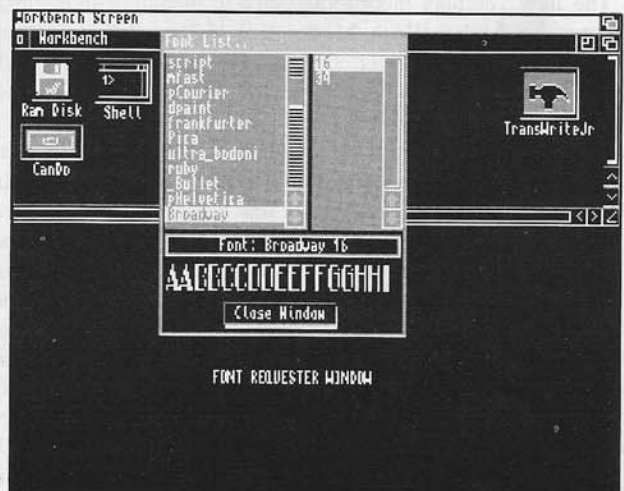 Workbench Screen
Workbench
Font List..
script
mfast
pCourier
dpaint
frankfurter
Pica
ultra_bodoni
ruby
_Bullet
pHelvetica
Broadway
16
34
1>
Ram Disk
Shell
CanDo
TransWriteJr
Font: Broadway 16
AABBCCDDEEFFGGHHI
Close Window
FONT REQUESTER WINDOW